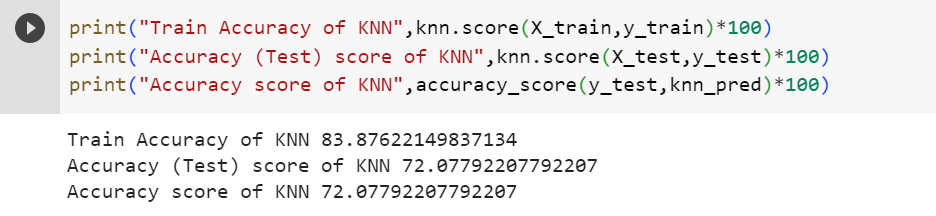 print("Train Accuracy of KNN",knn.score(X_train,y_train)*100)
print("Accuracy (Test) score of KNN",knn.score(X_test,y_test)*100)
print("Accuracy score of KNN",accuracy_score(y_test,knn_pred)*100)
Train Accuracy of KNN 83.87622149837134
Accuracy (Test) score of KNN 72.07792207792207
Accuracy score of KNN 72.07792207792207